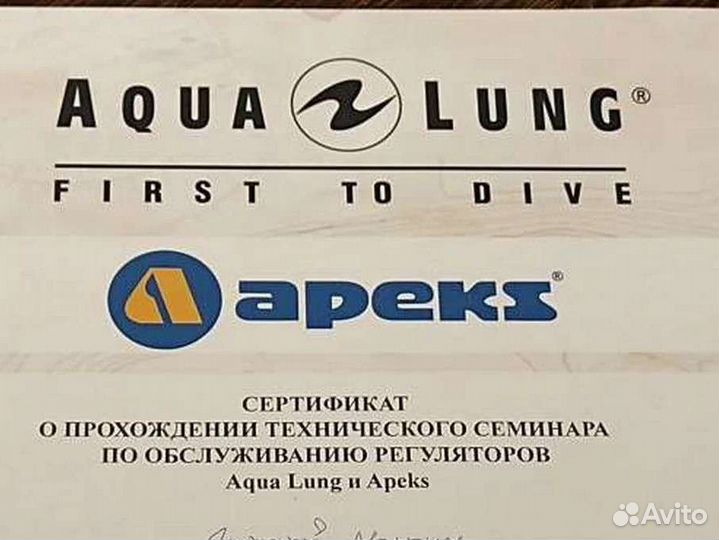 AQUA LUNG®
FIRST TO DIVE
apeks®
СЕРТИФИКАТ
О ПРОХОЖДЕНИИ ТЕХНИЧЕСКОГО СЕМИНАРА
ПО ОБСЛУЖИВАНИЮ РЕГУЛЯТОРОВ
Aqua Lung и Apeks
Avito